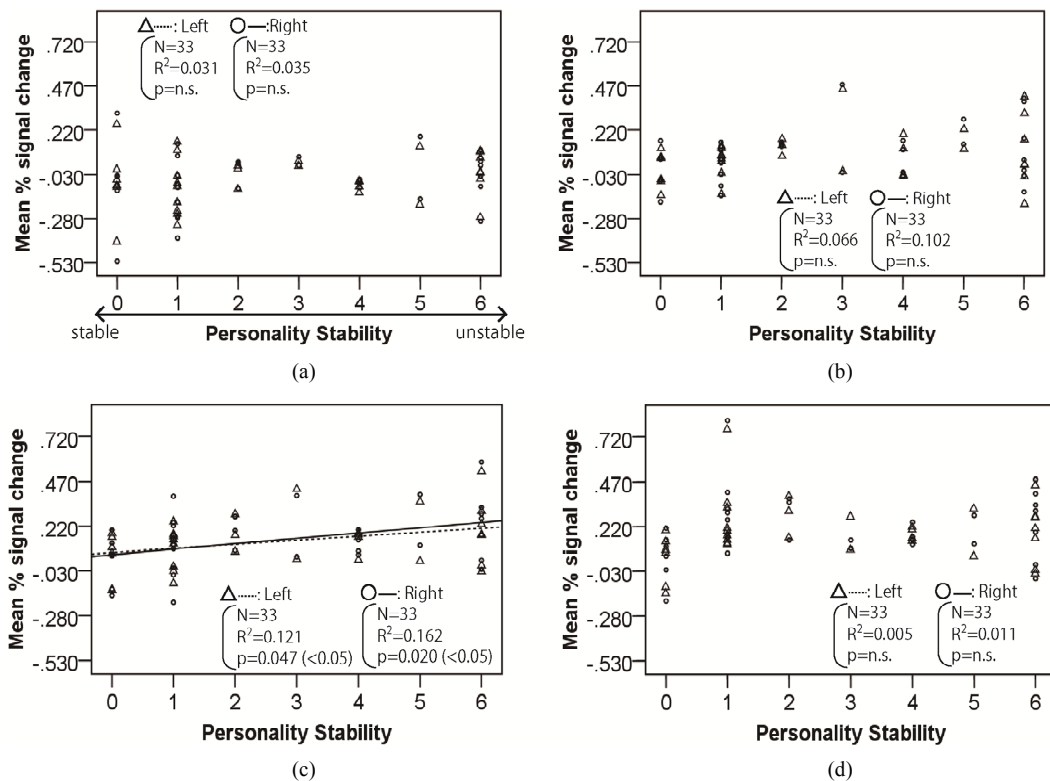 △-----: Left ○—:Right
N=33 N=33
R²=0.031 R²=0.035
p=n.s. p=n.s.
Mean % signal change
.720
.470
.220
-.030
-.280
-.530
0 1 2 3 4 5 6
stable Personality Stability unstable
(a)
Mean % signal change
.720
.470
.220
-.030
-.280
-.530
△-----: Left ○—: Right
N=33 N=33
R²=0.066 R²=0.102
p=n.s. p=n.s.
0 1 2 3 4 5 6
Personality Stability
(b)
Mean % signal change
.720
.470
.220
-.030
-.280
-.530
△-----: Left ○—: Right
N=33 N=33
R²=0.121 R²=0.162
p=0.047 (<0.05) p=0.020 (<0.05)
0 1 2 3 4 5 6
Personality Stability
(c)
Mean % signal change
.720
.470
.220
-.030
-.280
-.530
△-----: Left ○—: Right
N=33 N=33
R²=0.005 R²=0.011
p=n.s. p=n.s.
0 1 2 3 4 5 6
Personality Stability
(d)